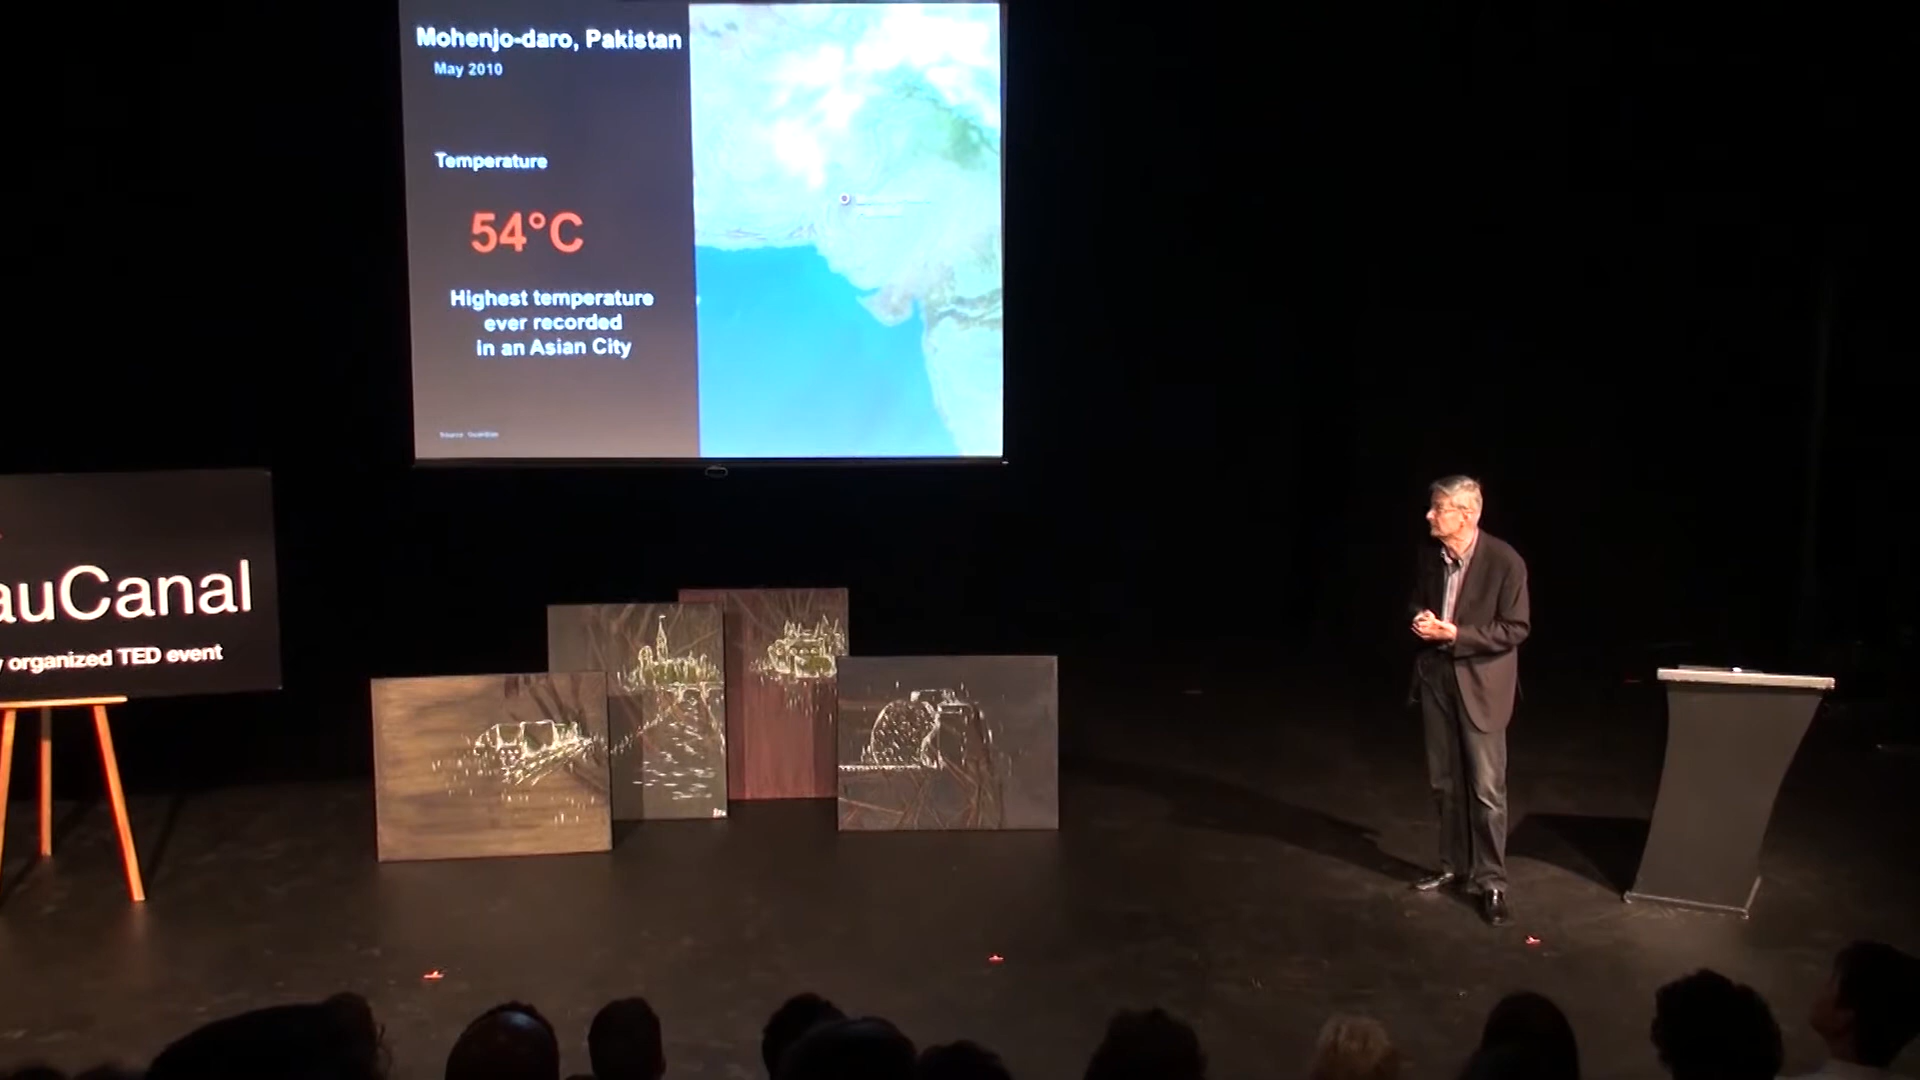 Mohenjo-daro, Pakistan
May 2010
Temperature
54°C
Highest temperature
ever recorded
in an Asian City
auCanal
organized TED event